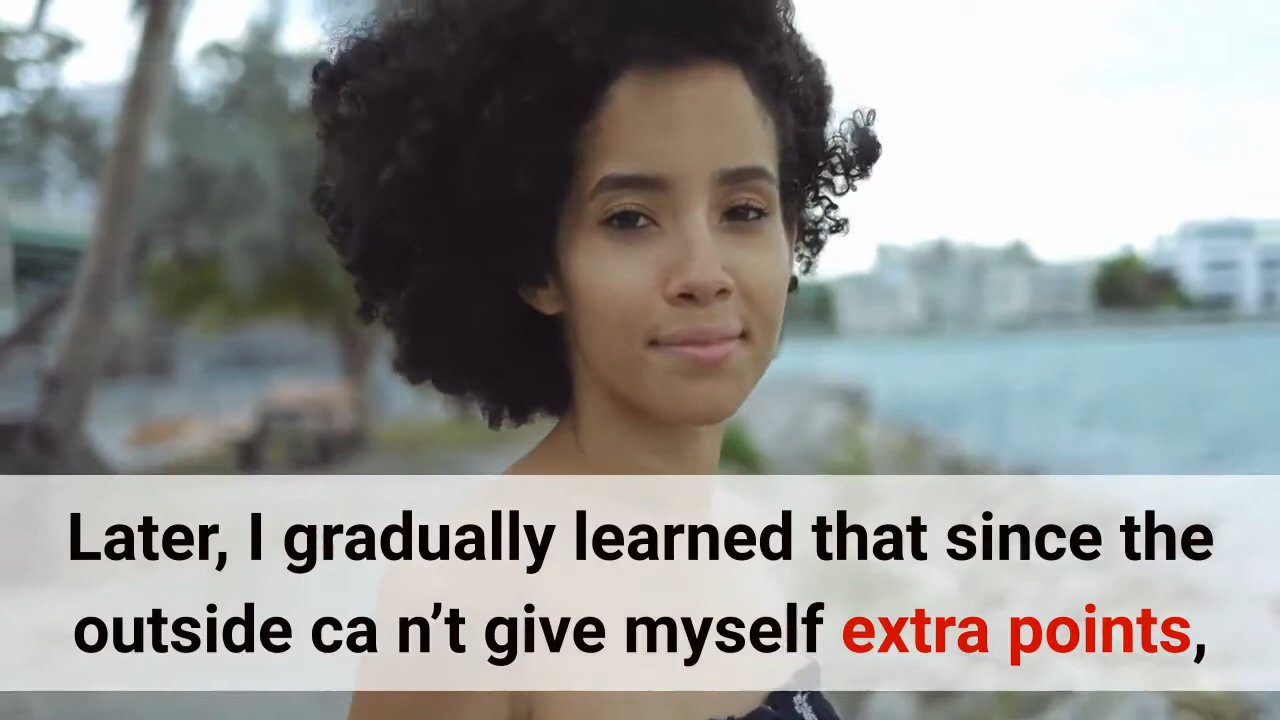 Later, I gradually learned that since the
outside ca n’t give myself extra points,